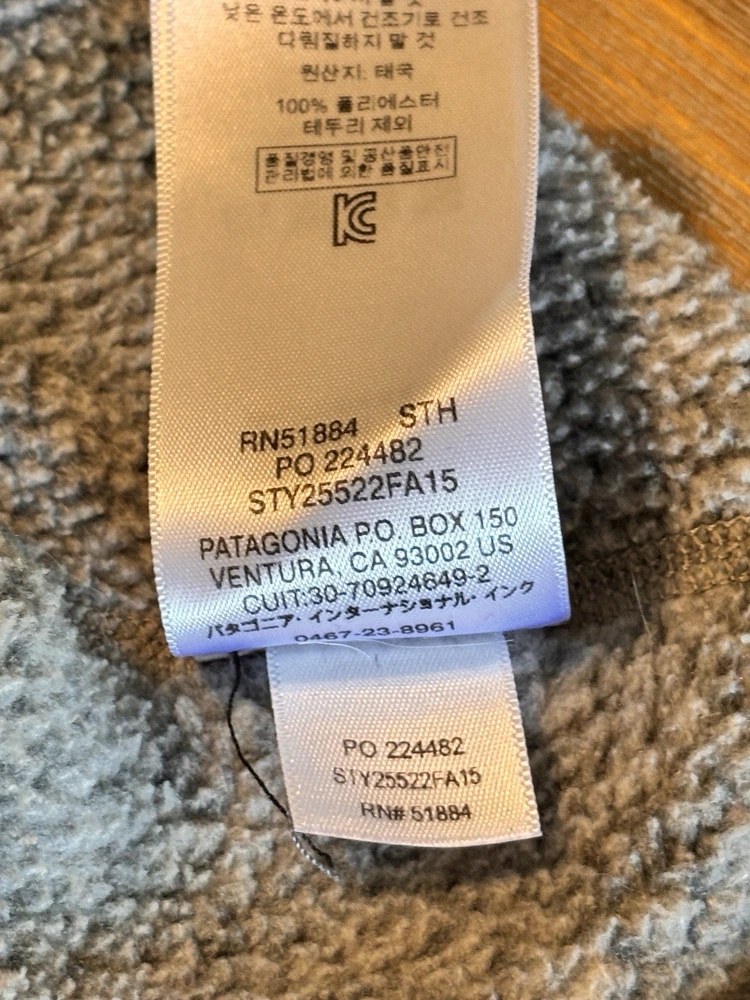 낮은 온도에서 건조기로 건조
다림질하지 말 것
원산지: 태국
100% 폴리에스터
테두리 제외
품질경영 및 공산품안전
관리법에 의한 품질표시
RN51884 STH
PO 224482
STY25522FA15
PATAGONIA P.O. BOX 150
VENTURA, CA 93002 US
CUIT:30-70924649-2
パタゴニア・インターナショナル・インク
0467-23-8961
PO 224482
STY25522FA15
RN# 51884